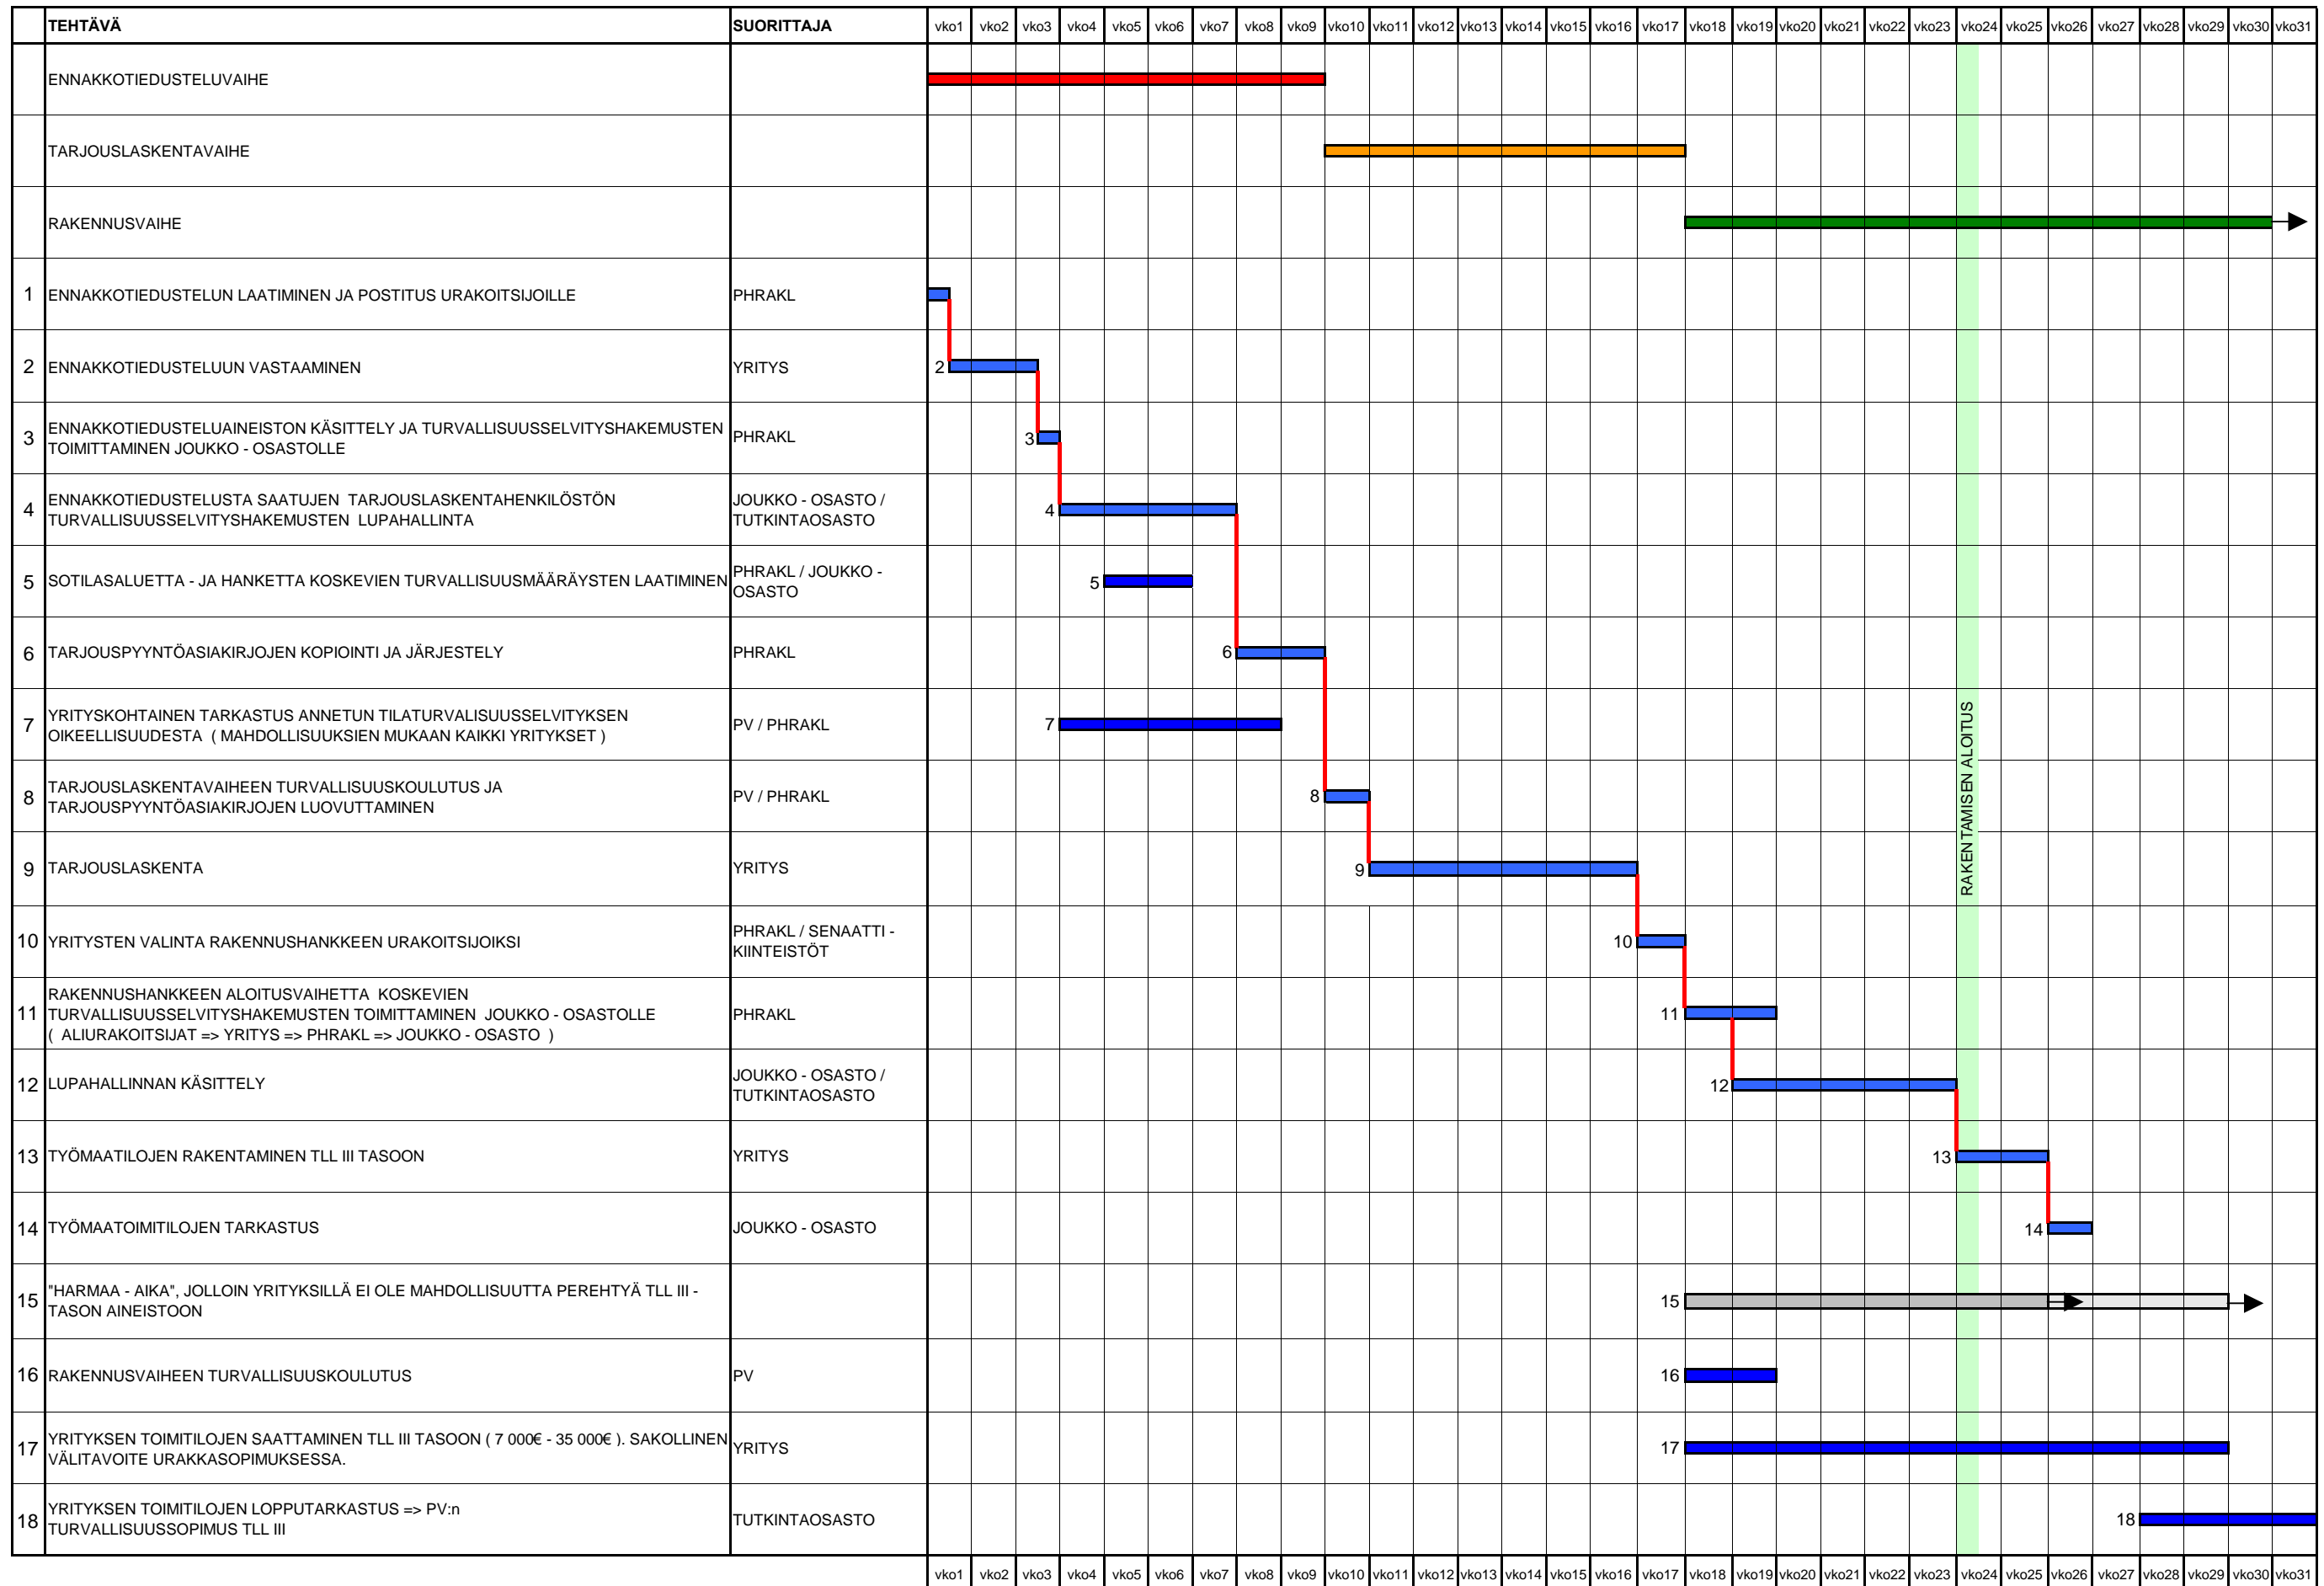 TEHTÄVÄ SUORITTAJA vko1 vko2 vko3 vko4 vko5 vko6 vko7 vko8 vko9 vko10 vko11 vko12 vko13 vko14 vko15 vko16 vko17 vko18 vko19 vko20 vko21 vko22 vko23 vko24 vko25 vko26 vko27 vko28 vko29 vko30 vko31
ENNAKKOTIEDUSTELUVAIHE
TARJOUSLASKENTAVAIHE
RAKENNUSVAIHE
1 ENNAKKOTIEDUSTELUN LAATIMINEN JA POSTITUS URAKOITSIJOILLE PHRAKL
2 ENNAKKOTIEDUSTELUUN VASTAAMINEN YRITYS 2
3 ENNAKKOTIEDUSTELUAINEISTON KÄSITTELY JA TURVALLISUUSSELVITYSHAKEMUSTEN
TOIMITTAMINEN JOUKKO - OSASTOLLE
PHRAKL 3
4 ENNAKKOTIEDUSTELUSTA SAATUJEN TARJOUSLASKENTAHENKILÖSTÖN
TURVALLISUUSSELVITYSHAKEMUSTEN LUPAHALLINTA
JOUKKO - OSASTO /
TUTKINTAOSASTO
4
5 SOTILASALUETTA - JA HANKETTA KOSKEVIEN TURVALLISUUSMÄÄRÄYSTEN LAATIMINEN
PHRAKL / JOUKKO -
OSASTO
5
6 TARJOUSPYYNTÖASIAKIRJOJEN KOPIOINTI JA JÄRJESTELY PHRAKL 6
7 YRITYSKOHTAINEN TARKASTUS ANNETUN TILATURVALISUUSSELVITYKSEN
OIKEELLISUUDESTA ( MAHDOLLISUUKSIEN MUKAAN KAIKKI YRITYKSET )
PV / PHRAKL 7
8 TARJOUSLASKENTAVAIHEEN TURVALLISUUSKOULUTUS JA
TARJOUSPYYNTÖASIAKIRJOJEN LUOVUTTAMINEN
PV / PHRAKL 8
RAKENTAMISEN ALOITUS
9 TARJOUSLASKENTA YRITYS 9
10 YRITYSTEN VALINTA RAKENNUSHANKKEEN URAKOITSIJOIKSI
PHRAKL / SENAATTI -
KIINTEISTÖT
10
11 RAKENNUSHANKKEEN ALOITUSVAIHETTA KOSKEVIEN
TURVALLISUUSSELVITYSHAKEMUSTEN TOIMITTAMINEN JOUKKO - OSASTOLLE
( ALIURAKOITSIJAT => YRITYS => PHRAKL => JOUKKO - OSASTO )
PHRAKL 11
12 LUPAHALLINNAN KÄSITTELY
JOUKKO - OSASTO /
TUTKINTAOSASTO
12
13 TYÖMAATILOJEN RAKENTAMINEN TLL III TASOON YRITYS 13
14 TYÖMAATOIMITILOJEN TARKASTUS JOUKKO - OSASTO 14
15 "HARMAA - AIKA", JOLLOIN YRITYKSILLÄ EI OLE MAHDOLLISUUTTA PEREHTYÄ TLL III -
TASON AINEISTOON
15
16 RAKENNUSVAIHEEN TURVALLISUUSKOULUTUS PV 16
17 YRITYKSEN TOIMITILOJEN SAATTAMINEN TLL III TASOON ( 7 000€ - 35 000€ ). SAKOLLINEN
VÄLITAVOITE URAKKASOPIMUKSESSA.
YRITYS 17
18 YRITYKSEN TOIMITILOJEN LOPPUTARKASTUS => PV:n
TURVALLISUUSSOPIMUS TLL III
TUTKINTAOSASTO 18
vko1 vko2 vko3 vko4 vko5 vko6 vko7 vko8 vko9 vko10 vko11 vko12 vko13 vko14 vko15 vko16 vko17 vko18 vko19 vko20 vko21 vko22 vko23 vko24 vko25 vko26 vko27 vko28 vko29 vko30 vko31